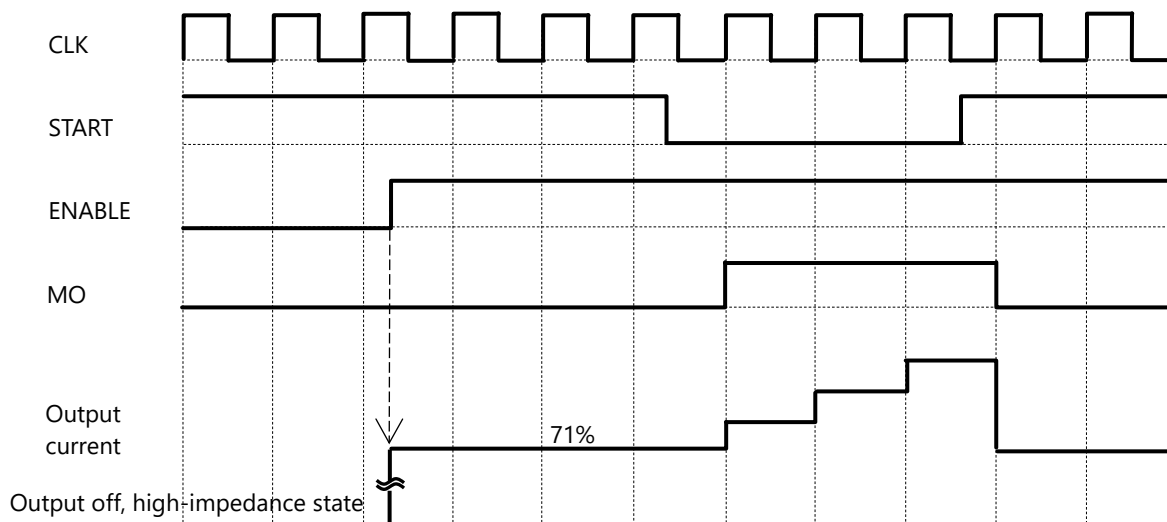 CLK
START
ENABLE
MO
Output
current
71%
Output off, high-impedance state